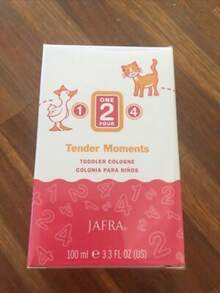 1
ONE
2
FOUR
4
Tender Moments
TODDLER COLOGNE
COLONIA PARA NIÑOS
JAFRA
100 ml ℮ 3.3 FL OZ (US)